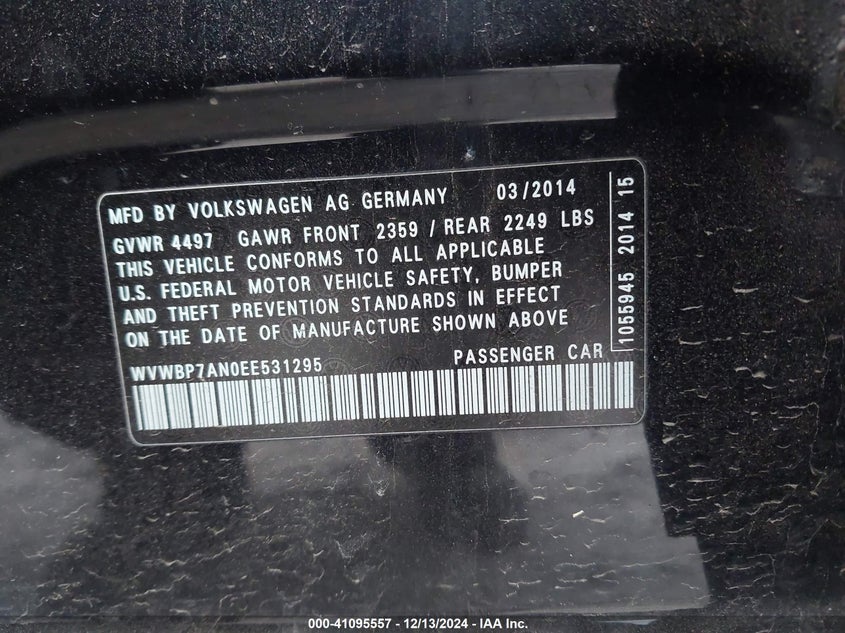 MFD BY VOLKSWAGEN AG GERMANY 03/2014
GVWR 4497 GAWR FRONT 2359 / REAR 2249 LBS
THIS VEHICLE CONFORMS TO ALL APPLICABLE
U.S. FEDERAL MOTOR VEHICLE SAFETY, BUMPER
AND THEFT PREVENTION STANDARDS IN EFFECT
ON THE DATE OF MANUFACTURE SHOWN ABOVE
WVWBP7AN0EE531295 PASSENGER CAR
1055945 2014 15
000-41095557 - 12/13/2024 - IAA Inc.